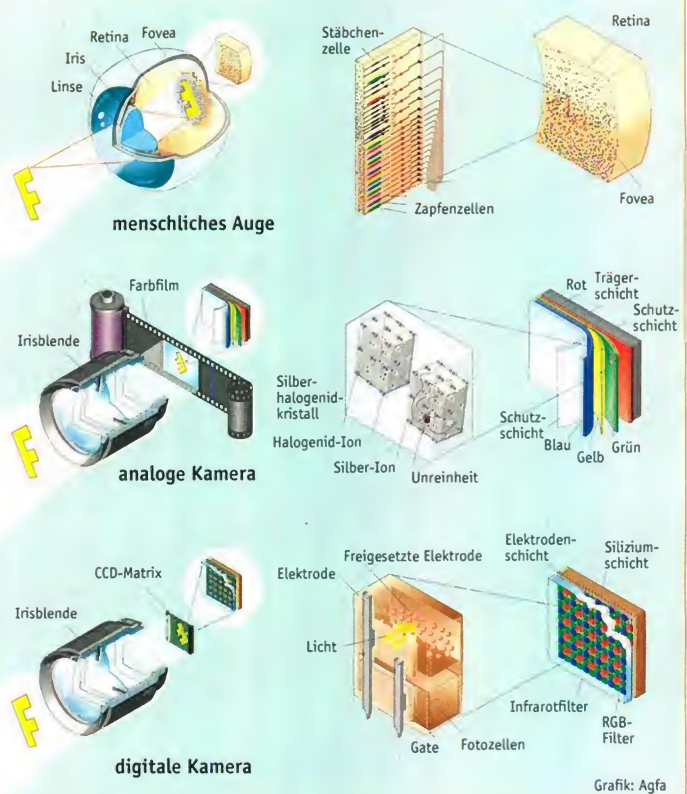 Retina
Fovea
Iris
Linse
menschliches Auge
Stäbchen-
zelle
Zapfenzellen
Retina
Fovea
Farbfilm
Irisblende
analoge Kamera
Silber-
halogenid-
kristall
Halogenid-Ion
Silber-Ion
Unreinheit
Rot
Träger-
schicht
Schutz-
schicht
Schutz-
schicht
Blau
Gelb
Grün
CCD-Matrix
Irisblende
digitale Kamera
Elektrode
Freigesetzte Elektrode
Licht
Gate
Fotozellen
Elektroden-
schicht
Silizium-
schicht
Infrarotfilter
RGB-
Filter
Grafik: Agfa